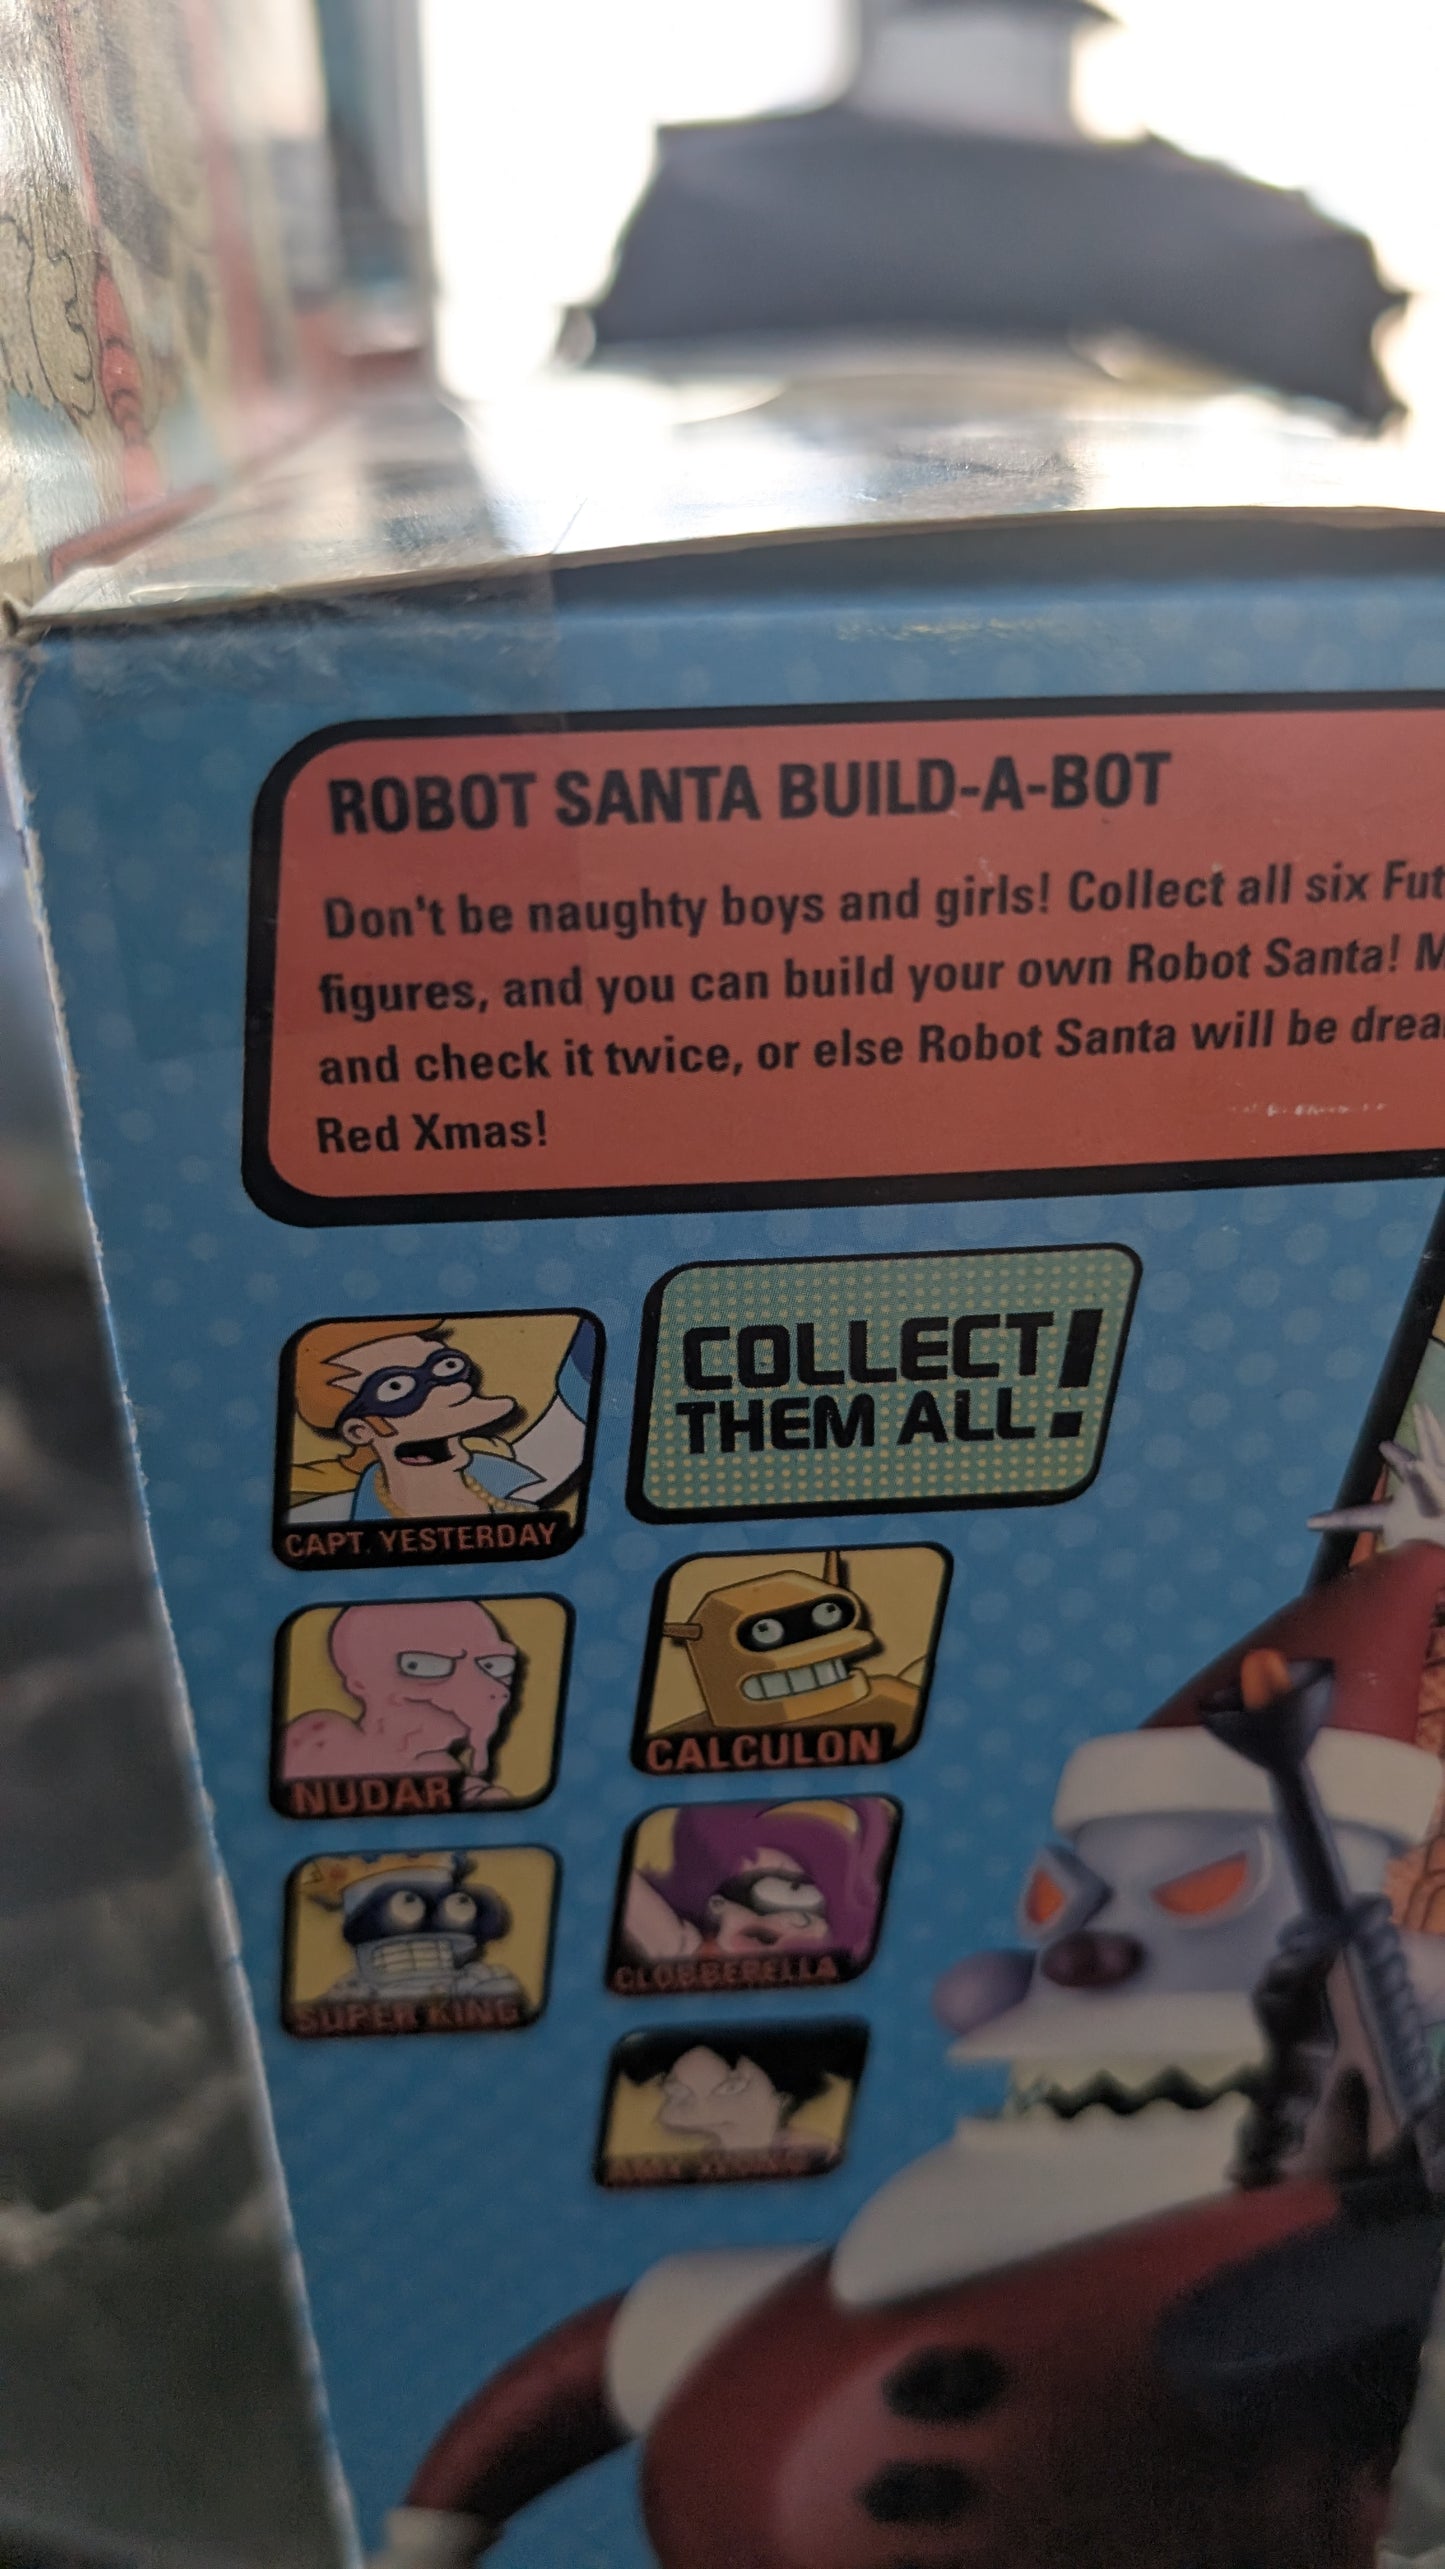 ROBOT SANTA BUILD-A-BOT
Don't be naughty boys and girls! Collect all six Fut
figures, and you can build your own Robot Santa! M
and check it twice, or else Robot Santa will be drea
Red Xmas!
COLLECT
THEM ALL!
CAPT. YESTERDAY
NUDAR
CALCULON
SUPER KING
CLOBBERELLA